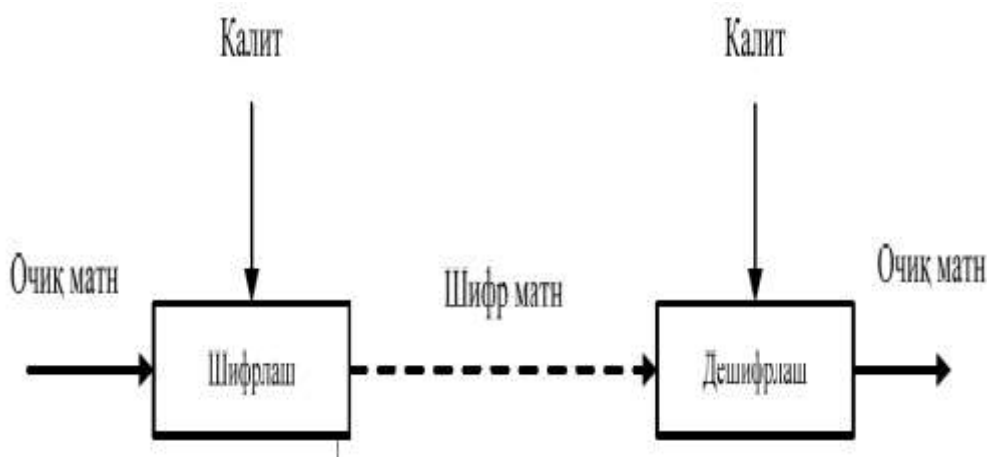 Калит
Калит
Очиқ матн
Шифрлаш
Шифр матн
Дешифрлаш
Очиқ матн